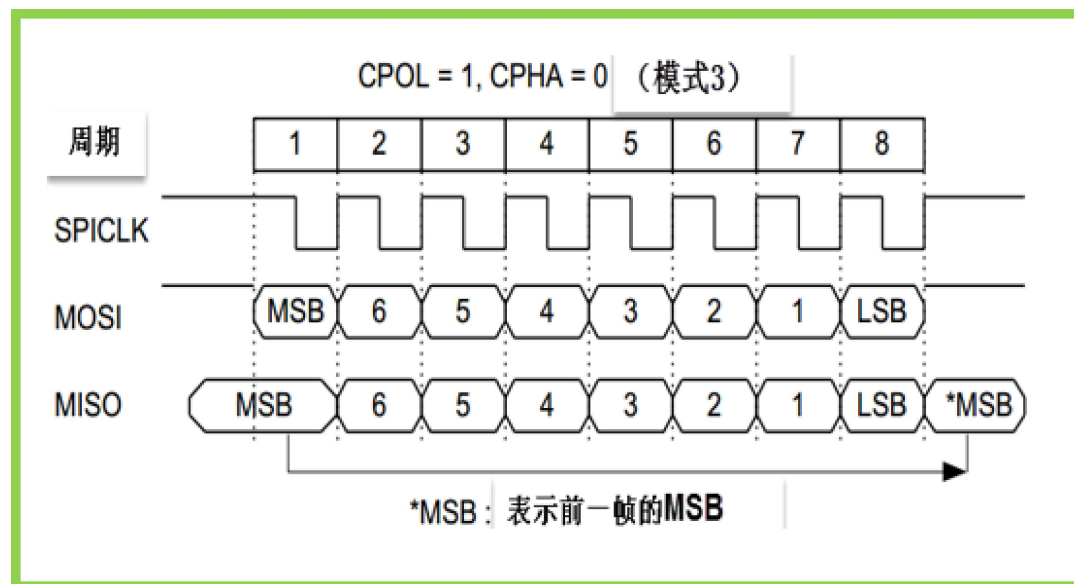 CPOL = 1, CPHA = 0 （模式3）
周期 1 2 3 4 5 6 7 8
SPICLK
MOSI MSB 6 5 4 3 2 1 LSB
MISO MSB 6 5 4 3 2 1 LSB *MSB
*MSB : 表示前一帧的MSB